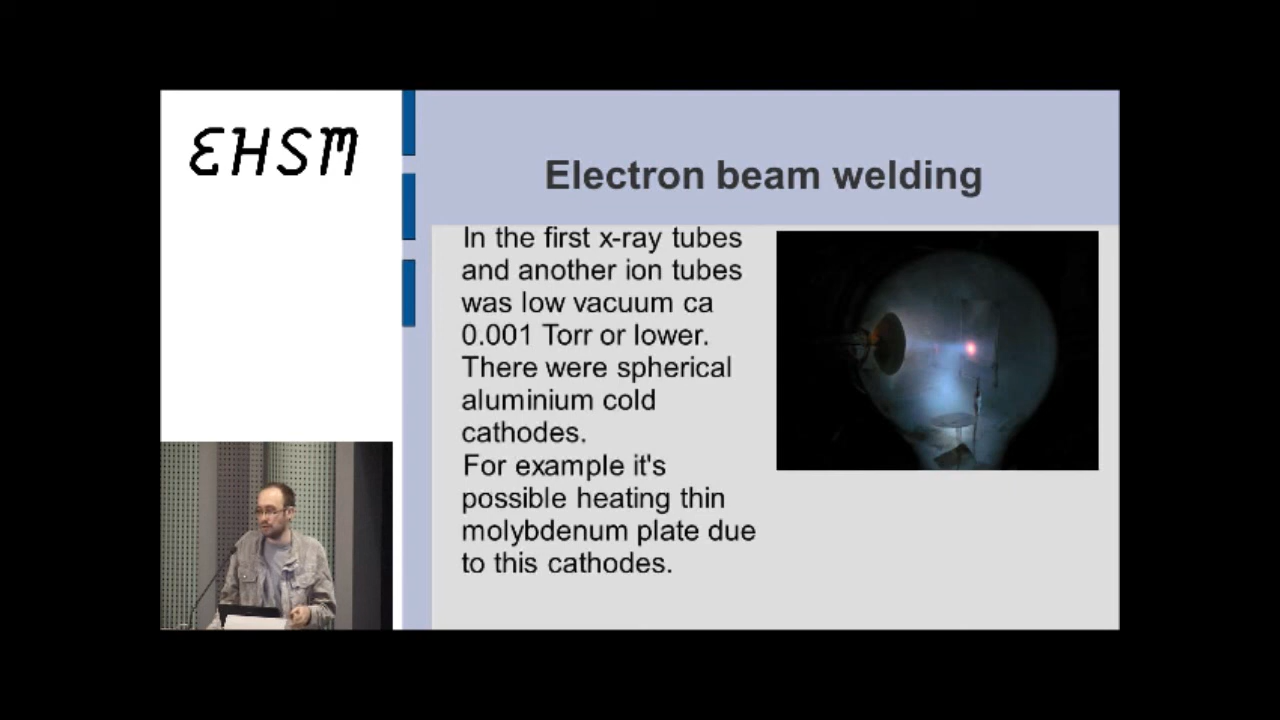 EHSM
Electron beam welding
In the first x-ray tubes
and another ion tubes
was low vacuum ca
0.001 Torr or lower.
There were spherical
aluminium cold
cathodes.
For example it's
possible heating thin
molybdenum plate due
to this cathodes.